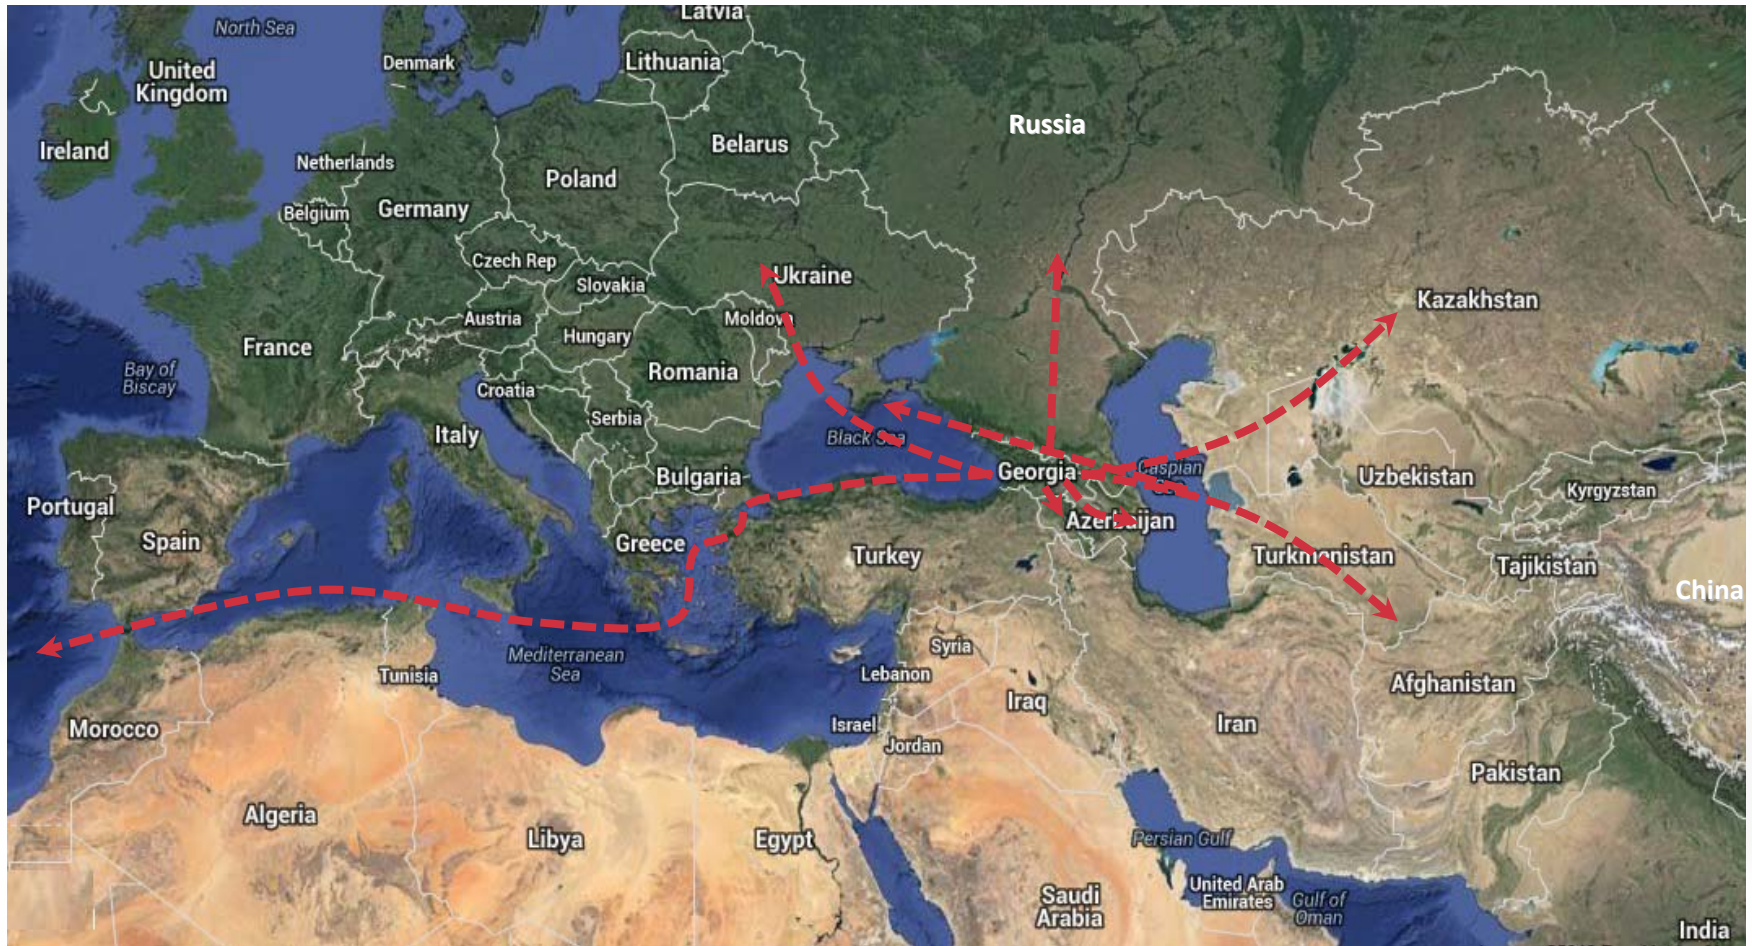 Latvia
North Sea
Denmark
Lithuania
United
Kingdom
Russia
Ireland
Netherlands
Belarus
Poland
Belgium
Germany
Czech Rep
Slovakia
Ukraine
Austria
Hungary
Moldova
Kazakhstan
France
Bay of
Biscay
Romania
Croatia
Serbia
Italy
Black Sea
Bulgaria
Georgia
Caspian
Sea
Uzbekistan
Kyrgyzstan
Portugal
Spain
Greece
Azerbaijan
Turkey
Turkmenistan
Tajikistan
China
Mediterranean
Sea
Syria
Tunisia
Lebanon
Afghanistan
Iraq
Morocco
Israel
Jordan
Iran
Pakistan
Algeria
Libya
Egypt
Persian Gulf
Saudi
Arabia
United Arab
Emirates
Gulf of
Oman
India